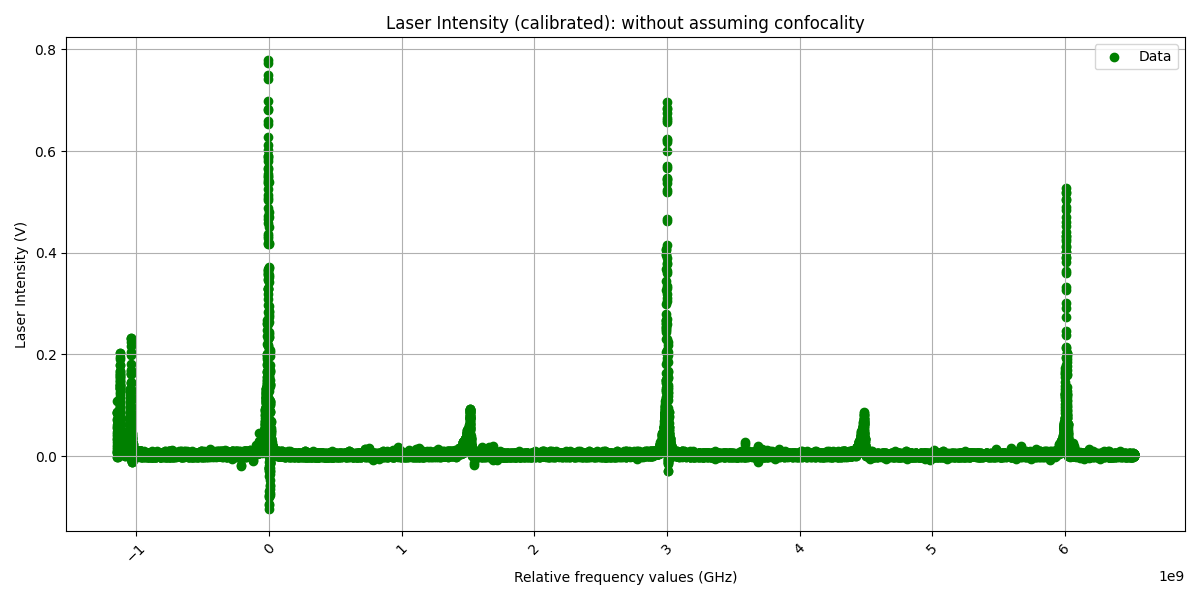 Laser Intensity (calibrated): without assuming confocality
Data
Laser Intensity (V)
0.8
0.6
0.4
0.2
0.0
−1
0
1
2
3
4
5
6
1e9
Relative frequency values (GHz)